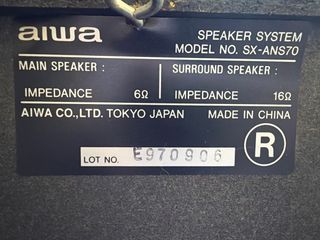 aiwa
SPEAKER SYSTEM
MODEL NO. SX-ANS70
MAIN SPEAKER :
IMPEDANCE 6Ω
SURROUND SPEAKER :
IMPEDANCE 16Ω
AIWA CO.,LTD. TOKYO JAPAN
MADE IN CHINA
LOT NO. E970906
R